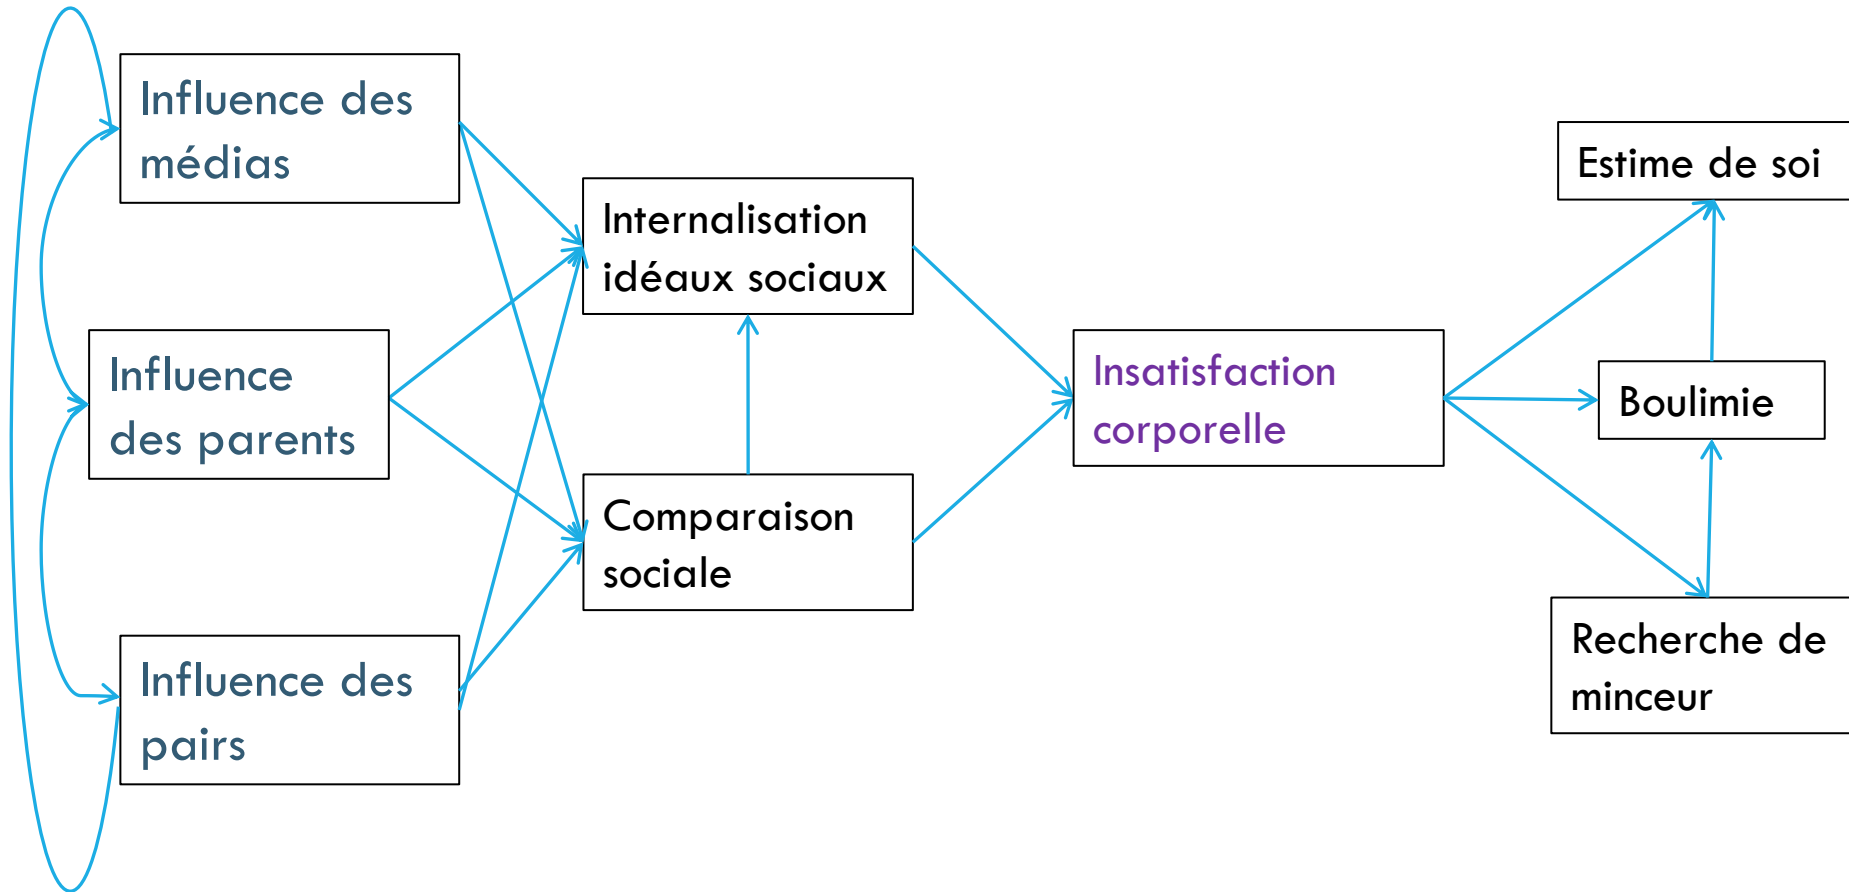 Influence des
médias
Influence
des parents
Influence des
pairs
Internalisation
idéaux sociaux
Comparaison
sociale
Insatisfaction
corporelle
Estime de soi
Boulimie
Recherche de
minceur